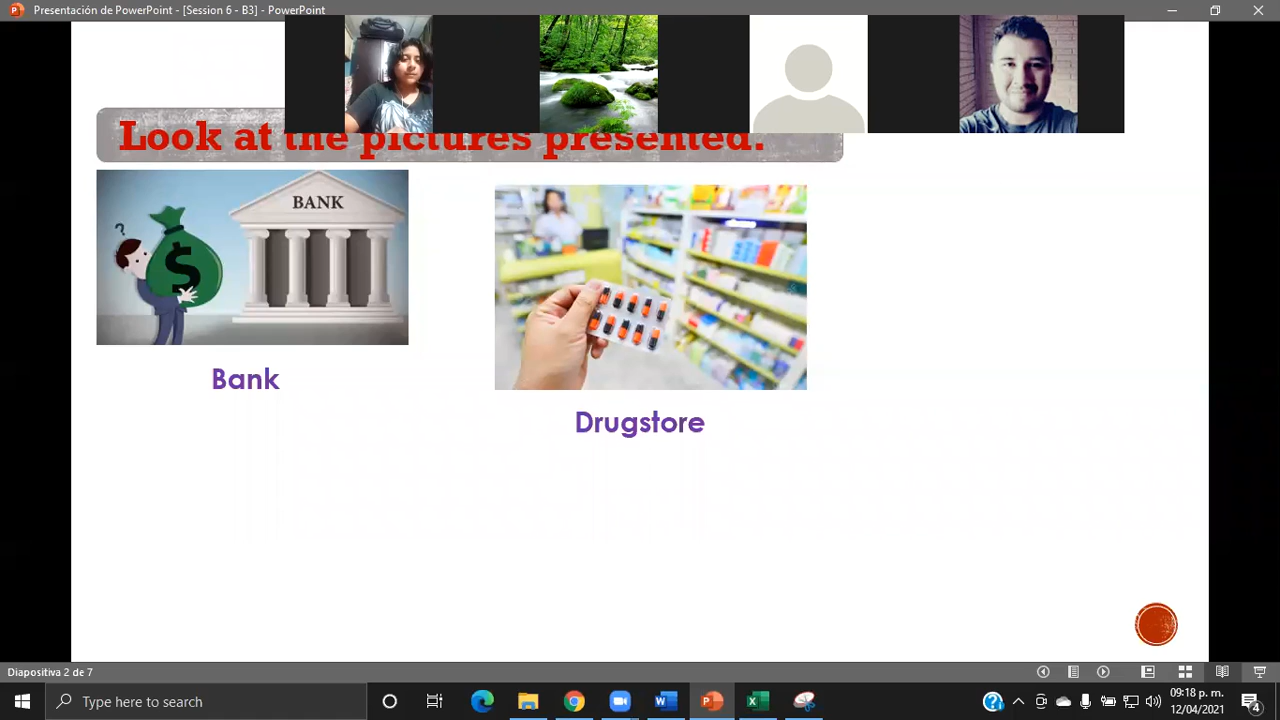 Presentación de PowerPoint - [Session 6 - B3] - PowerPoint
Look at the pictures presented.
BANK
?
$
Bank
Drugstore
Diapositiva 2 de 7
Type here to search
09:18 p. m.
12/04/2021
4